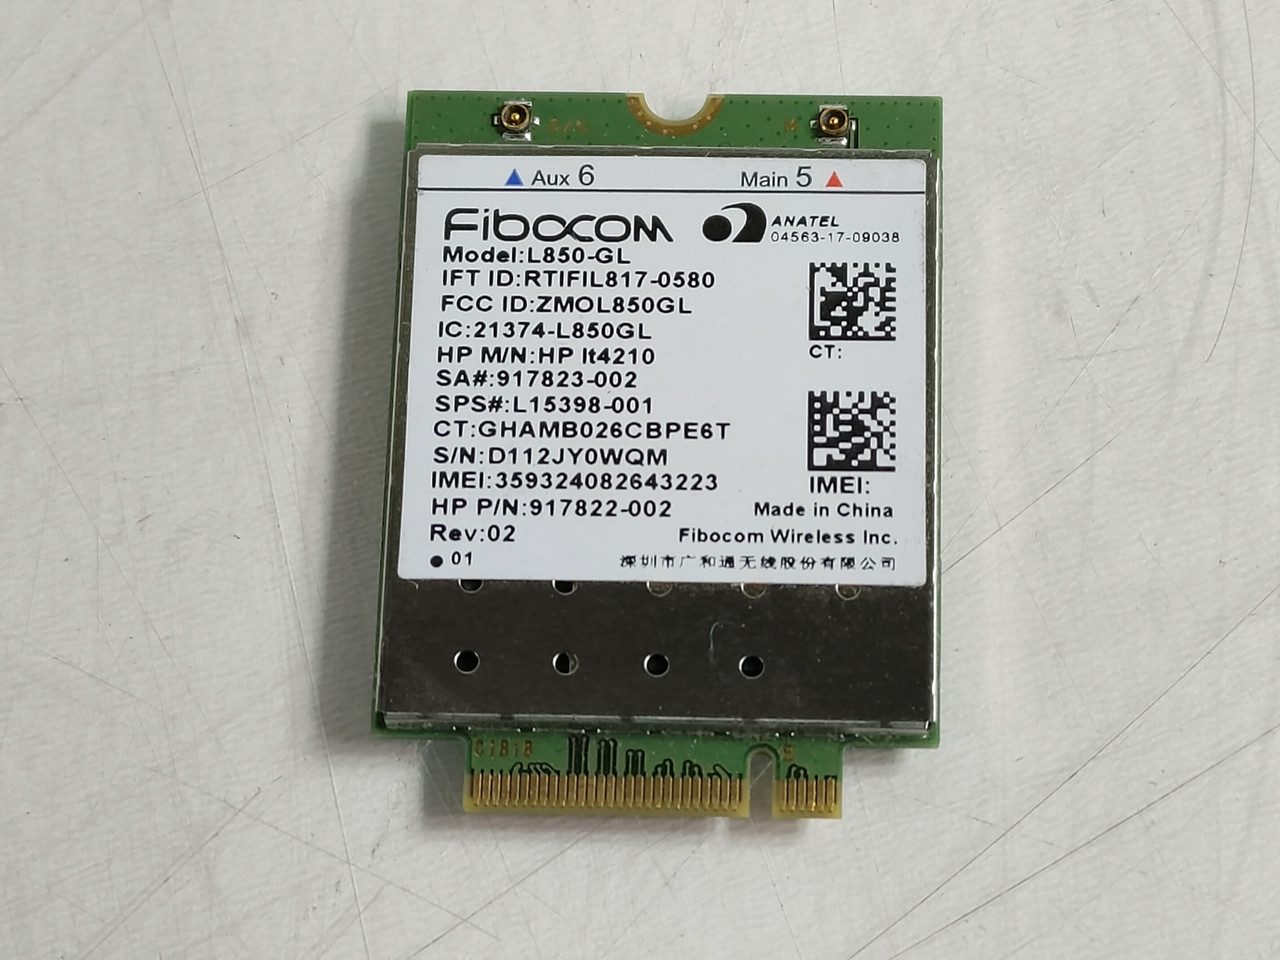 Aux 6
Main 5
Fibocom
ANATEL
04563-17-09038
Model:L850-GL
IFT ID:RTIFIL817-0580
FCC ID:ZMOL850GL
IC:21374-L850GL
HP M/N:HP lt4210
CT:
SA#:917823-002
SPS#:L15398-001
CT:GHAMB026CBPE6T
S/N:D112JY0WQM
IMEI:359324082643223
IMEI:
HP P/N:917822-002
Made in China
Rev:02
Fibocom Wireless Inc.
01
深圳市广和通无线股份有限公司
C1818